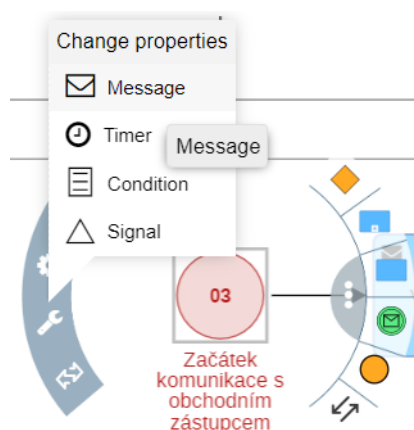 Change properties
Message
Timer
Message
Condition
Signal
03
Začátek
komunikace s
obchodním
zástupcem